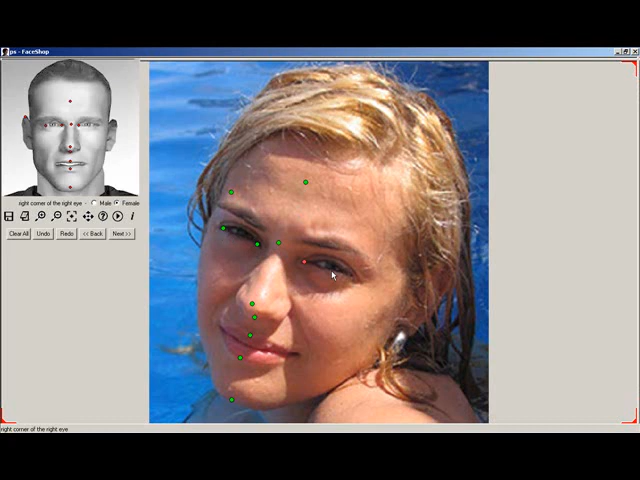 ps - FaceShop
right corner of the right eye - Male Female
Clear All Undo Redo << Back Next >>
right corner of the right eye